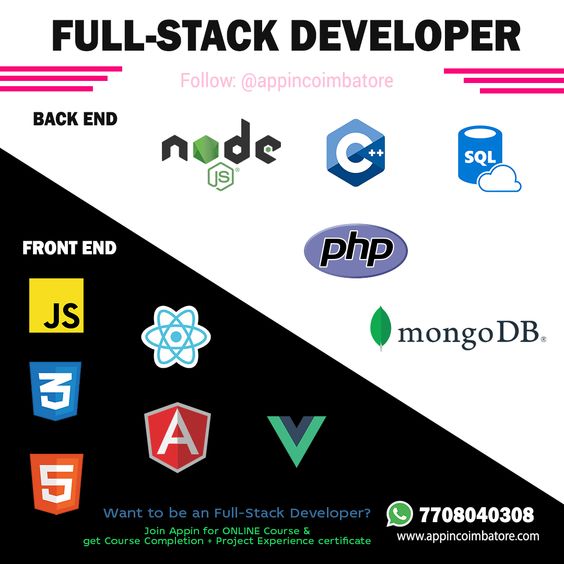 FULL-STACK DEVELOPER
Follow: @appincoimbatore
BACK END
node
JS
C++
SQL
php
mongoDB®
FRONT END
JS
3
A
5
Want to be an Full-Stack Developer?
Join Appin for ONLINE Course &
get Course Completion + Project Experience certificate
7708040308
www.appincoimbatore.com